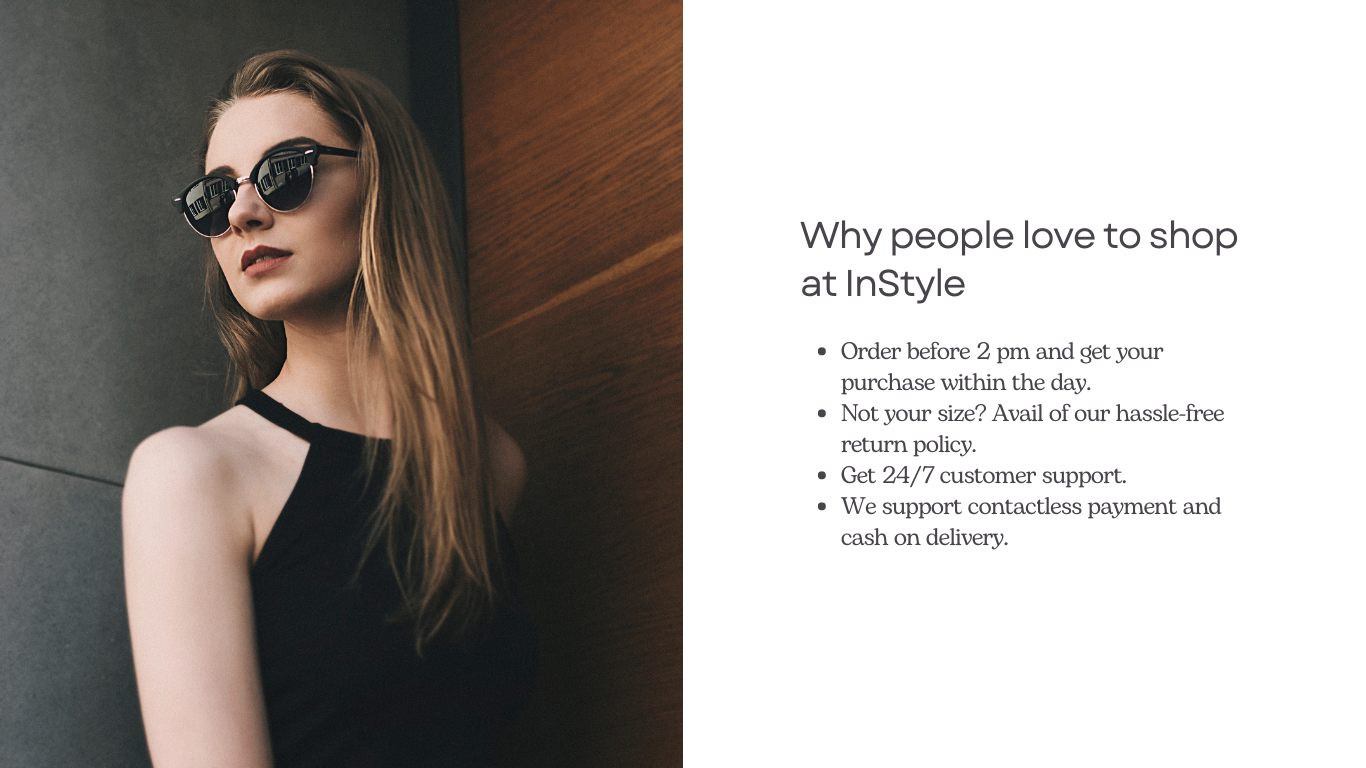 Why people love to shop
at InStyle
• Order before 2 pm and get your
purchase within the day.
• Not your size? Avail of our hassle-free
return policy.
• Get 24/7 customer support.
• We support contactless payment and
cash on delivery.